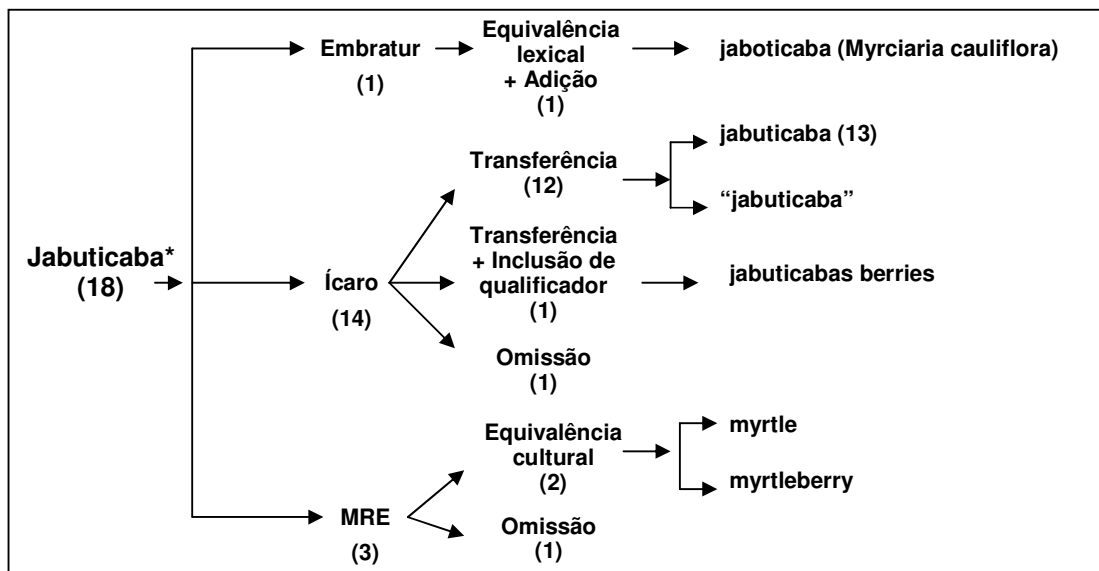 Jabuticaba*
(18)
Embratur
(1)
Equivalência
lexical
+ Adição
(1)
jaboticaba (Myrciaria cauliflora)
Ícaro
(14)
Transferência
(12)
jabuticaba (13)
“jabuticaba”
Transferência
+ Inclusão de
qualificador
(1)
jabuticabas berries
Omissão
(1)
MRE
(3)
Equivalência
cultural
(2)
myrtle
myrtleberry
Omissão
(1)